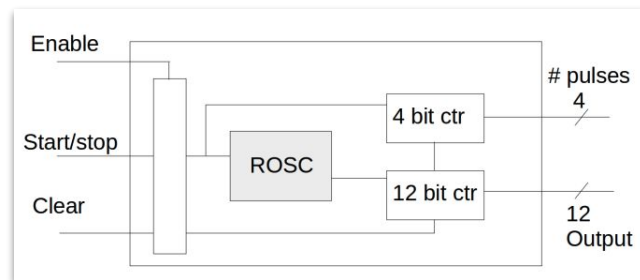 Enable
# pulses
4
4 bit ctr
Start/stop
ROSC
12 bit ctr
Clear
12
Output